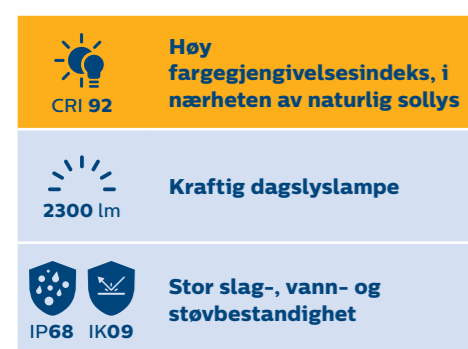 Høy
fargegjengivelsesindeks, i
nærheten av naturlig sollys
CRI 92
Kraftig dagslyslampe
2300 lm
Stor slag-, vann- og
støvbestandighet
IP68 IK09